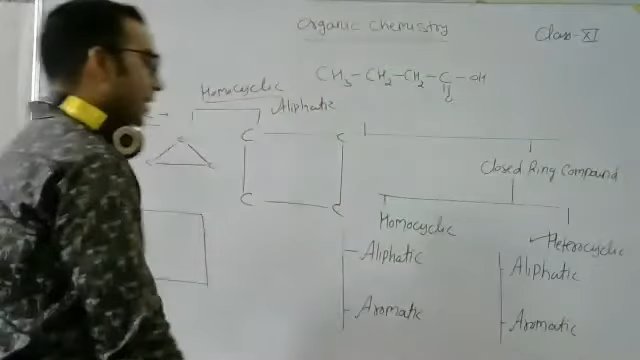 Organic Chemistry
Class-XI
CH3-CH2-CH2-C-OH
O
Homocyclic
Aliphatic
C
C C
C C
Closed Ring Compound
Homocyclic
Heterocyclic
Aliphatic
Aliphatic
Aromatic
Aromatic